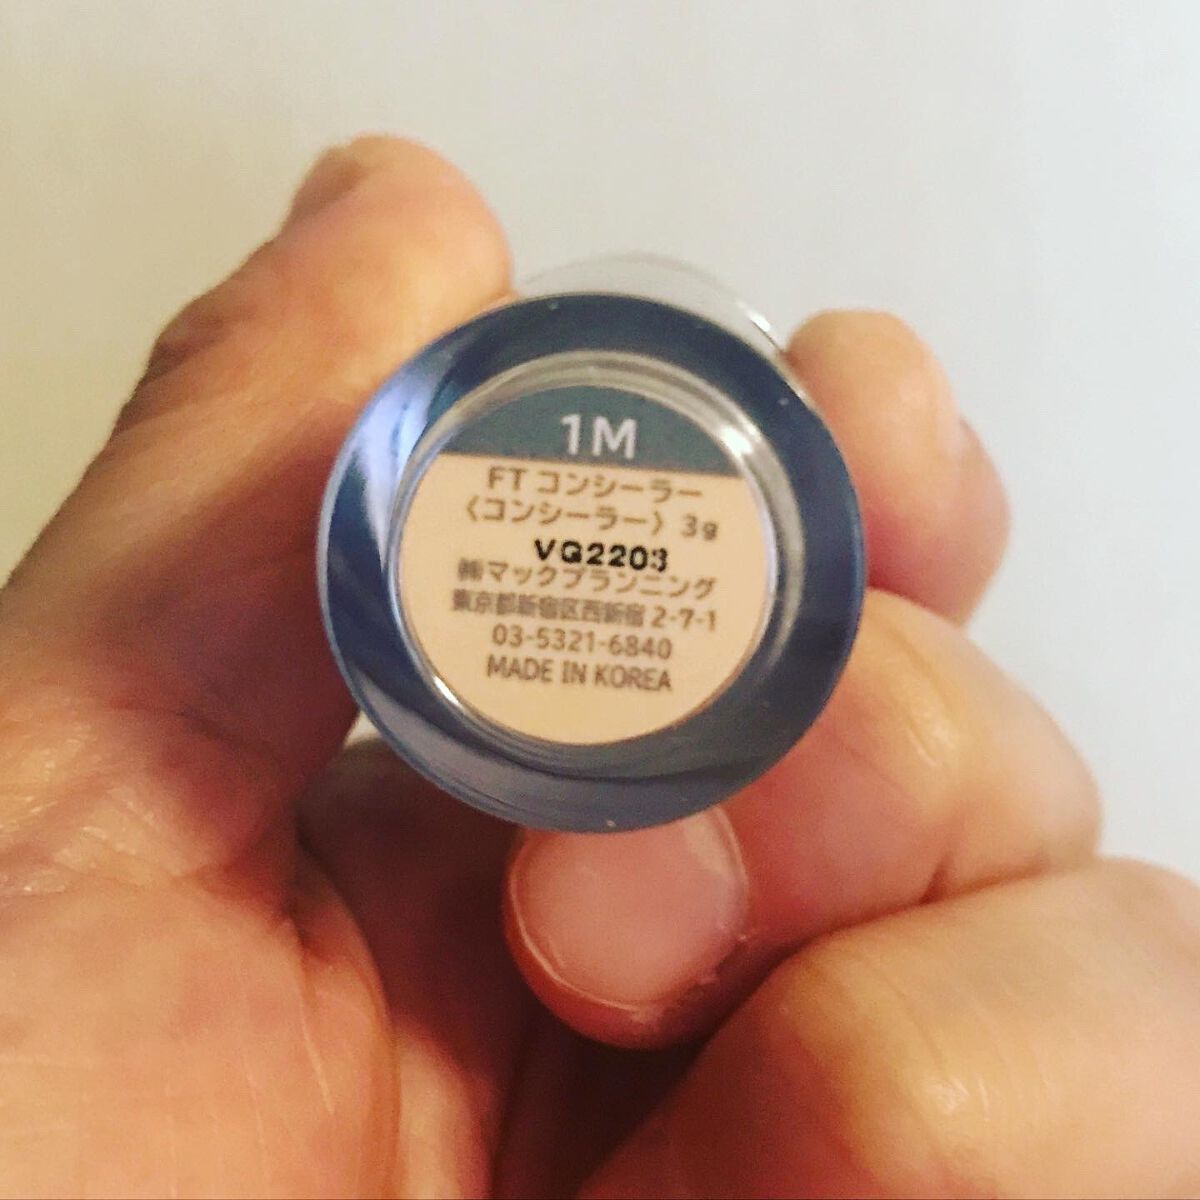 1M
FT コンシーラー
〈コンシーラー〉 3g
VQ2203
㈱マックプランニング
東京都新宿区西新宿 2-7-1
03-5321-6840
MADE IN KOREA